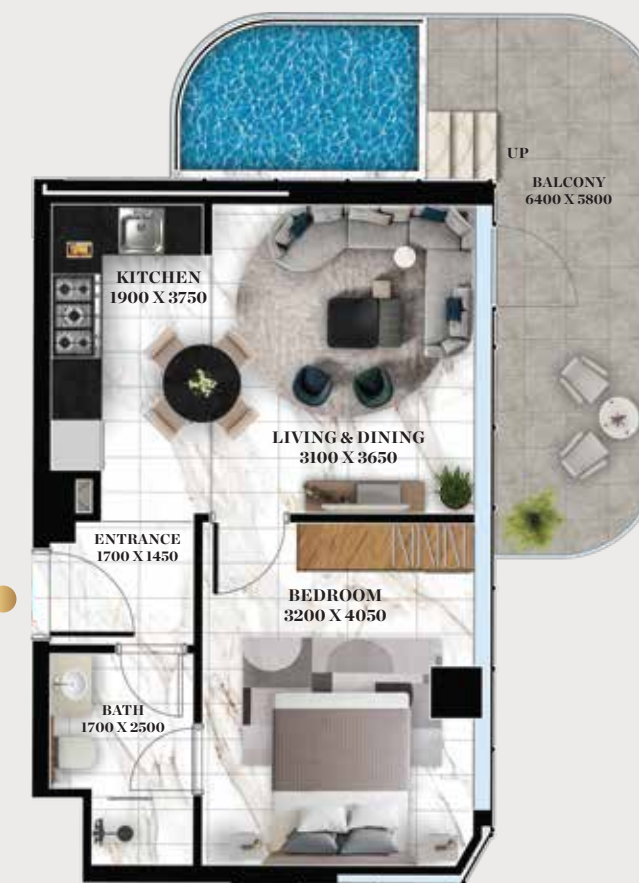 UP
BALCONY
6400 X 5800
KITCHEN
1900 X 3750
LIVING & DINING
3100 X 3650
ENTRANCE
1700 X 1450
BEDROOM
3200 X 4050
BATH
1700 X 2500